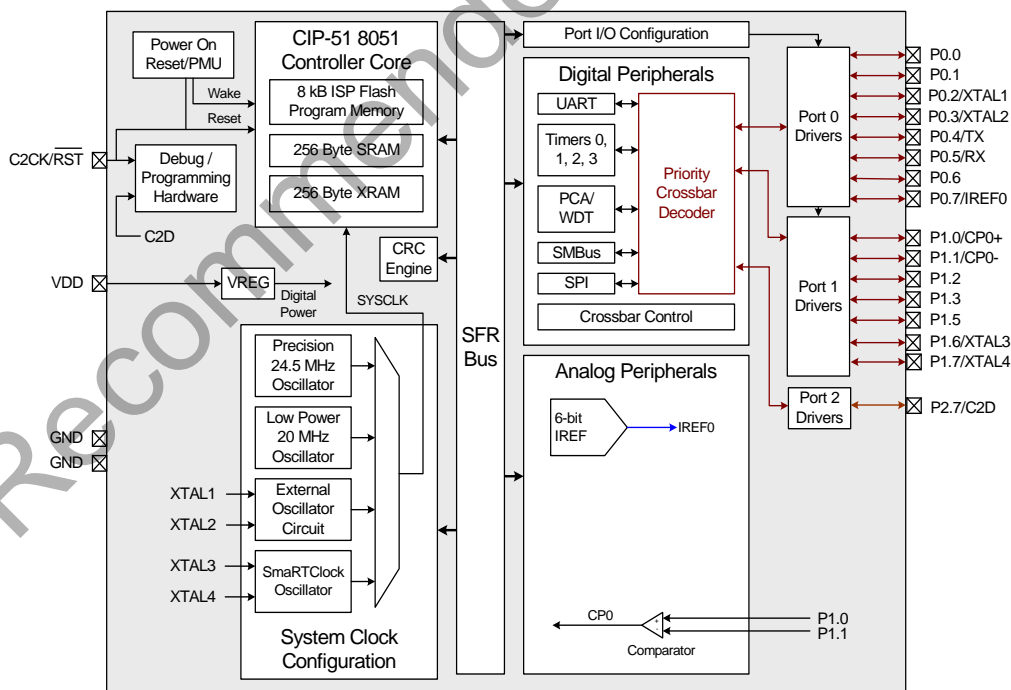 Recommended
Power On
Reset/PMU
Wake
Reset
C2CK/RST
Debug /
Programming
Hardware
C2D
VDD
VREG
Digital
Power
GND
GND
CIP-51 8051
Controller Core
8 kB ISP Flash
Program Memory
256 Byte SRAM
256 Byte XRAM
CRC
Engine
SYSCLK
Precision
24.5 MHz
Oscillator
Low Power
20 MHz
Oscillator
XTAL1
XTAL2
External
Oscillator
Circuit
XTAL3
XTAL4
SmaRTClock
Oscillator
System Clock
Configuration
SFR
Bus
Port I/O Configuration
Digital Peripherals
UART
Timers 0,
1, 2, 3
PCA/
WDT
SMBus
SPI
Priority
Crossbar
Decoder
Crossbar Control
Analog Peripherals
6-bit
IREF
IREF0
CP0
+
-
Comparator
P1.0
P1.1
Port 0
Drivers
Port 1
Drivers
Port 2
Drivers
P0.0
P0.1
P0.2/XTAL1
P0.3/XTAL2
P0.4/TX
P0.5/RX
P0.6
P0.7/IREF0
P1.0/CP0+
P1.1/CP0-
P1.2
P1.3
P1.5
P1.6/XTAL3
P1.7/XTAL4
P2.7/C2D